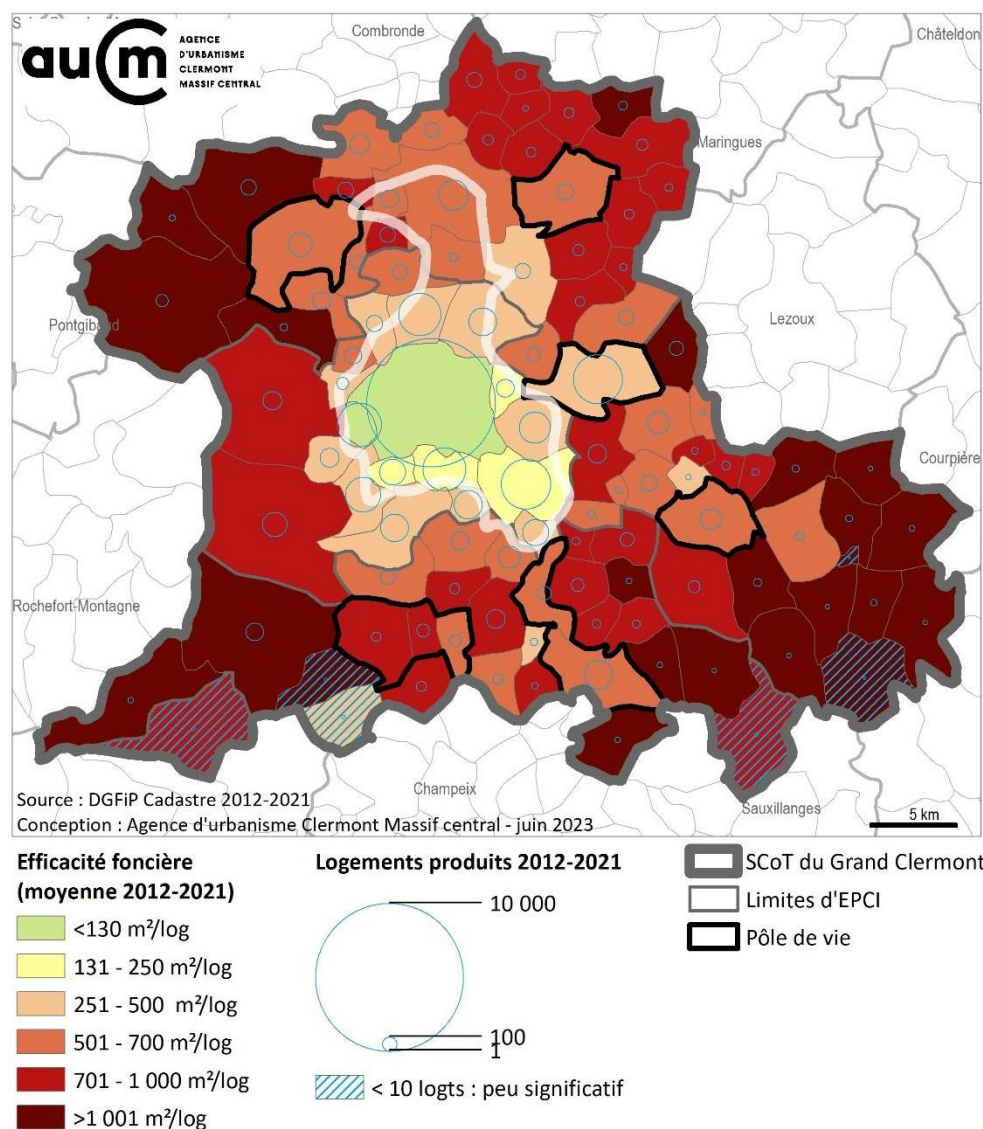 Combronde
Châteldon
auCm
AGENCE
D'URBANISME
CLERMONT
MASSIF CENTRAL
Maringues
Pontgibaud
Lezoux
Courpière
Rochefort-Montagne
Champeix
Sauxillanges
Source : DGFiP Cadastre 2012-2021
Conception : Agence d'urbanisme Clermont Massif central - juin 2023
5 km
Efficacité foncière
(moyenne 2012-2021)
<130 m²/log
131 - 250 m²/log
251 - 500 m²/log
501 - 700 m²/log
701 - 1 000 m²/log
>1 001 m²/log
Logements produits 2012-2021
10 000
100
1
< 10 logts : peu significatif
SCoT du Grand Clermont
Limites d'EPCI
Pôle de vie